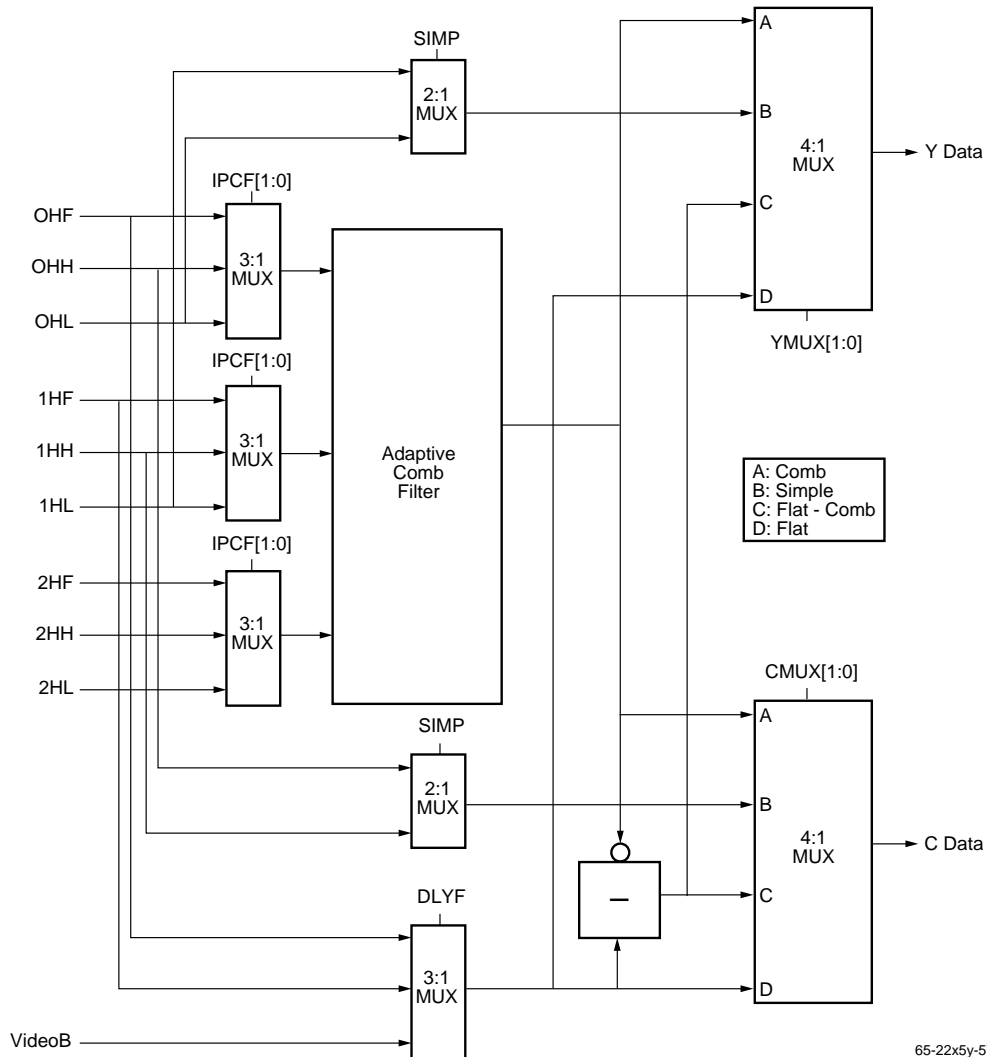 A
SIMP
2:1
MUX
B
4:1
MUX
Y Data
IPCF[1:0]
C
OHF
3:1
MUX
OHH
OHL
D
YMUX[1:0]
IPCF[1:0]
1HF
3:1
MUX
1HH
1HL
Adaptive
Comb
Filter
A: Comb
B: Simple
C: Flat - Comb
D: Flat
IPCF[1:0]
2HF
3:1
MUX
2HH
2HL
CMUX[1:0]
A
SIMP
2:1
MUX
B
4:1
MUX
C Data
DLYF
–
C
3:1
MUX
D
VideoB
65-22x5y-5